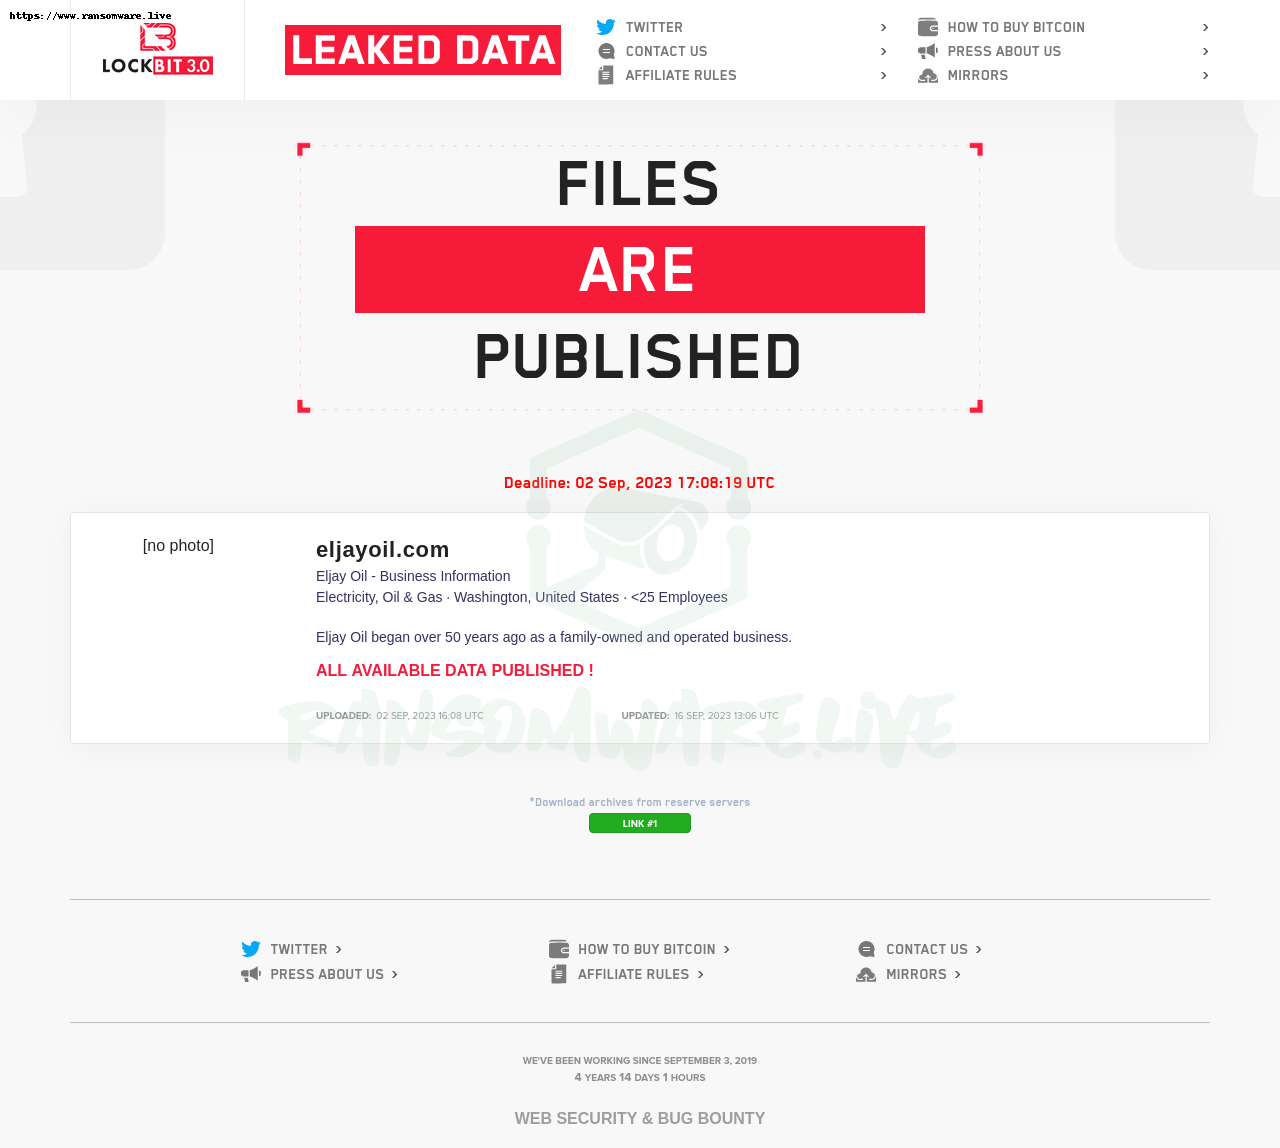 https://www.ransomware.live
LOCKBIT 3.0
LEAKED DATA
TWITTER
CONTACT US
AFFILIATE RULES
HOW TO BUY BITCOIN
PRESS ABOUT US
MIRRORS
FILES
ARE
PUBLISHED
Deadline: 02 Sep, 2023 17:08:19 UTC
[no photo]
eljayoil.com
Eljay Oil - Business Information
Electricity, Oil & Gas · Washington, United States · <25 Employees
Eljay Oil began over 50 years ago as a family-owned and operated business.
ALL AVAILABLE DATA PUBLISHED !
UPLOADED: 02 SEP, 2023 16:08 UTC
UPDATED: 16 SEP, 2023 13:06 UTC
RANSOMWARE.LIVE
*Download archives from reserve servers
LINK #1
TWITTER
HOW TO BUY BITCOIN
CONTACT US
PRESS ABOUT US
AFFILIATE RULES
MIRRORS
WE'VE BEEN WORKING SINCE SEPTEMBER 3, 2019
4 YEARS 14 DAYS 1 HOURS
WEB SECURITY & BUG BOUNTY